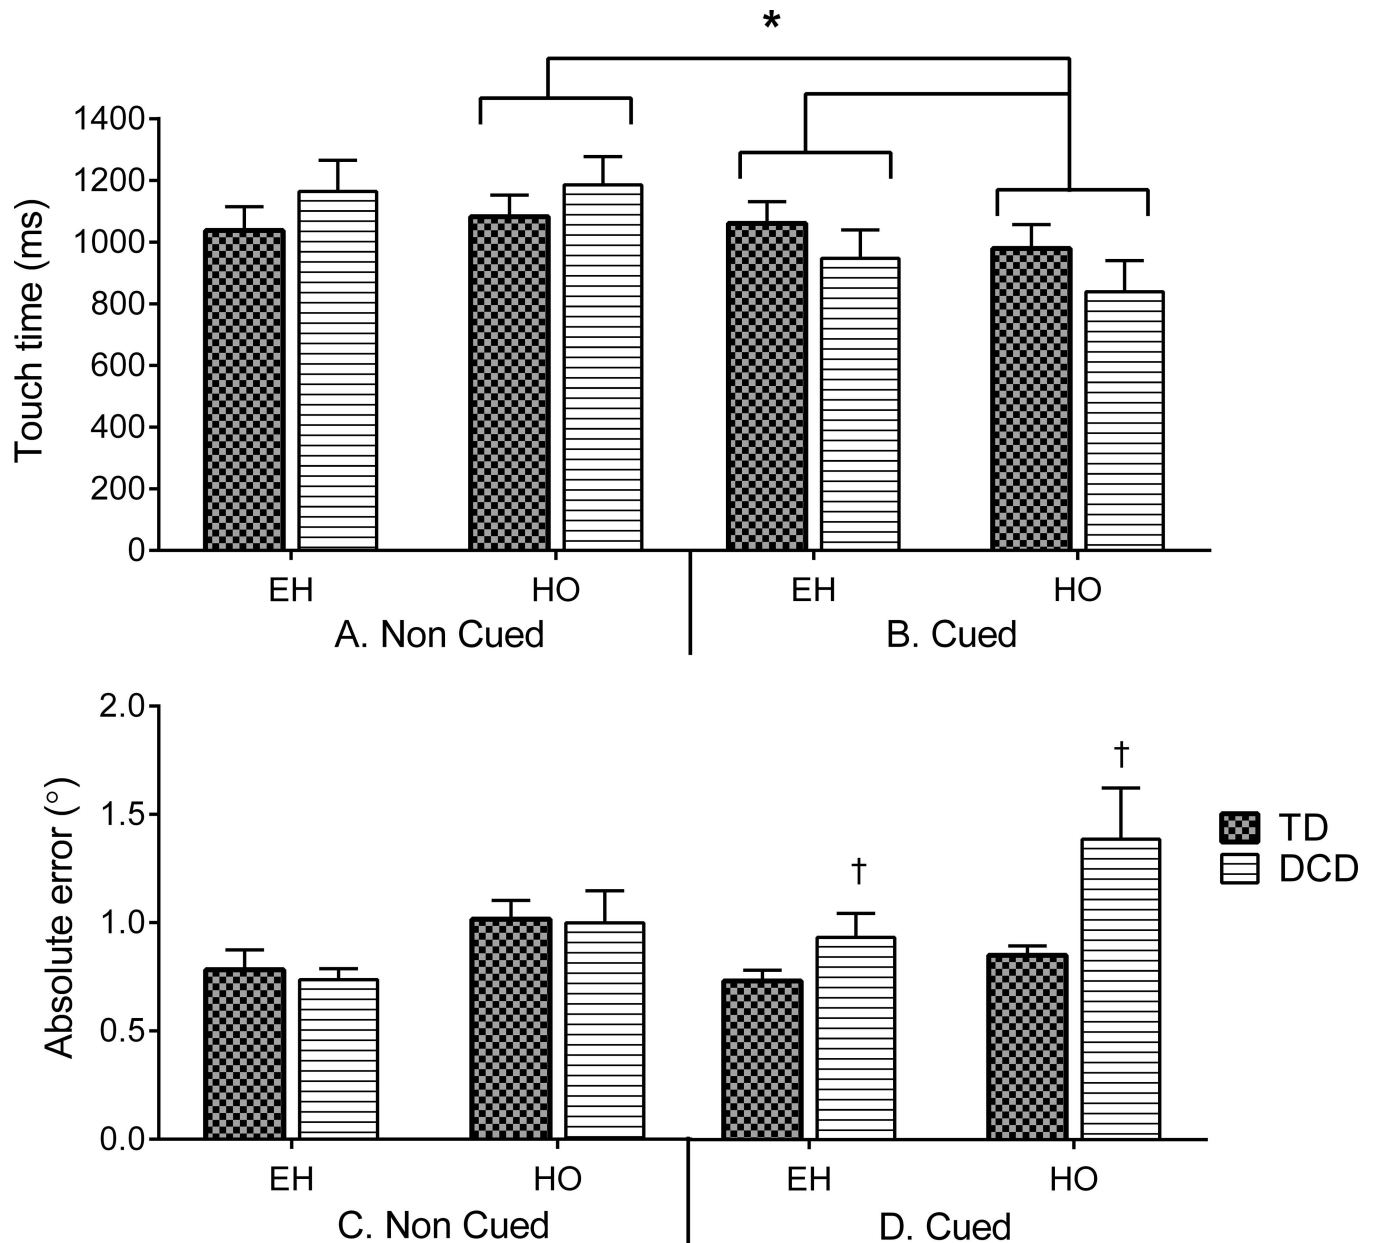 *
Touch time (ms)
1400
1200
1000
800
600
400
200
0
EH HO EH HO
A. Non Cued B. Cued
Absolute error (°)
2.0
1.5
1.0
0.5
0.0
†
†
TD
DCD
EH HO EH HO
C. Non Cued D. Cued